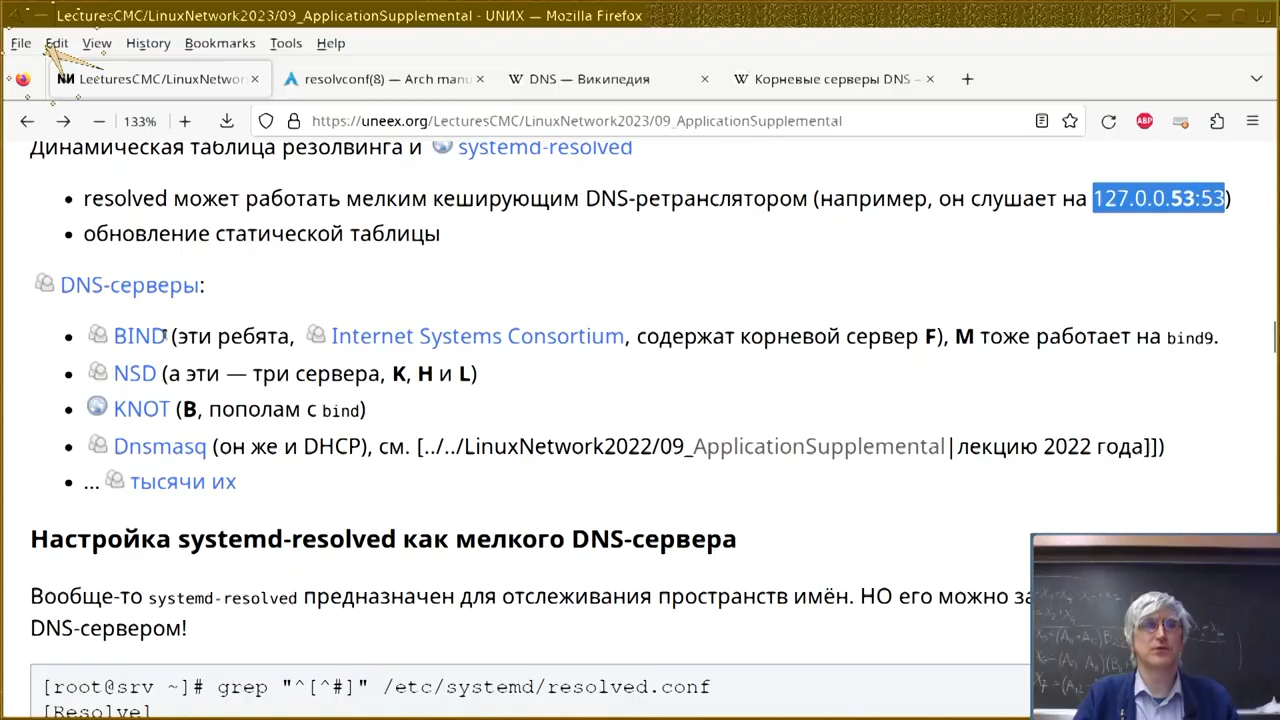 LecturesCMC/LinuxNetwork2023/09_ApplicationSupplemental - UNИX — Mozilla Firefox
File Edit View History Bookmarks Tools Help
LecturesCMC/LinuxNetwor
resolvconf(8) — Arch manu
DNS — Википедия
Корневые серверы DNS –
133%
https://uneex.org/LecturesCMC/LinuxNetwork2023/09_ApplicationSupplemental
ABP
Динамическая таблица резолвинга и systemd-resolved
resolved может работать мелким кеширующим DNS-ретранслятором (например, он слушает на 127.0.0.53:53)
обновление статической таблицы
DNS-серверы:
BIND (эти ребята, Internet Systems Consortium, содержат корневой сервер F), M тоже работает на bind9.
NSD (а эти — три сервера, K, H и L)
KNOT (B, пополам с bind)
Dnsmasq (он же и DHCP), см. [../../LinuxNetwork2022/09_ApplicationSupplemental|лекцию 2022 года]])
... тысячи их
Настройка systemd-resolved как мелкого DNS-сервера
Вообще-то systemd-resolved предназначен для отслеживания пространств имён. НО его можно за
DNS-сервером!
[root@srv ~]# grep "^[^#]" /etc/systemd/resolved.conf
[Resolve]